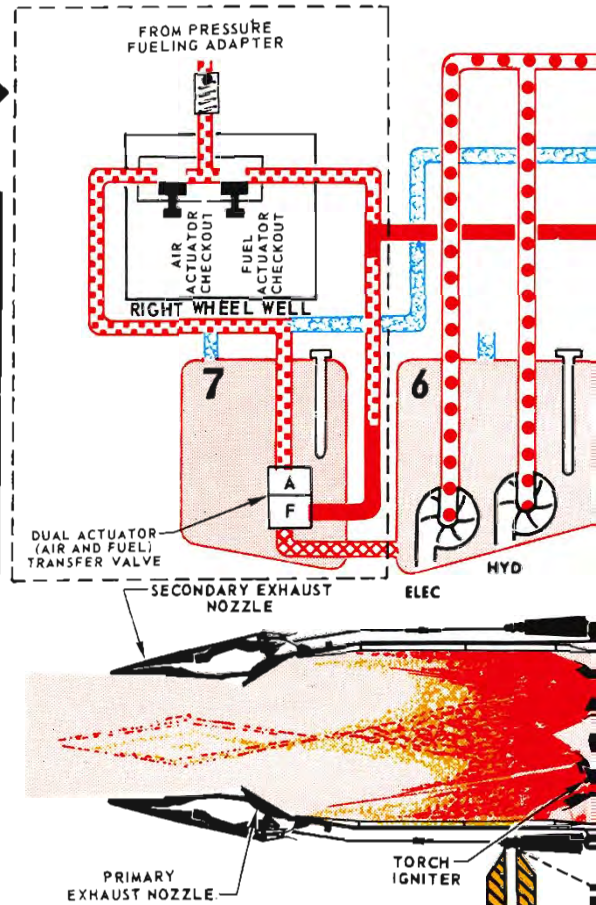 FROM PRESSURE
FUELING ADAPTER
AIR
ACTUATOR
CHECKOUT
FUEL
ACTUATOR
CHECKOUT
RIGHT WHEEL WELL
7
6
A
F
DUAL ACTUATOR
(AIR AND FUEL)
TRANSFER VALVE
ELEC
HYD
SECONDARY EXHAUST
NOZZLE
PRIMARY
EXHAUST NOZZLE
TORCH
IGNITER